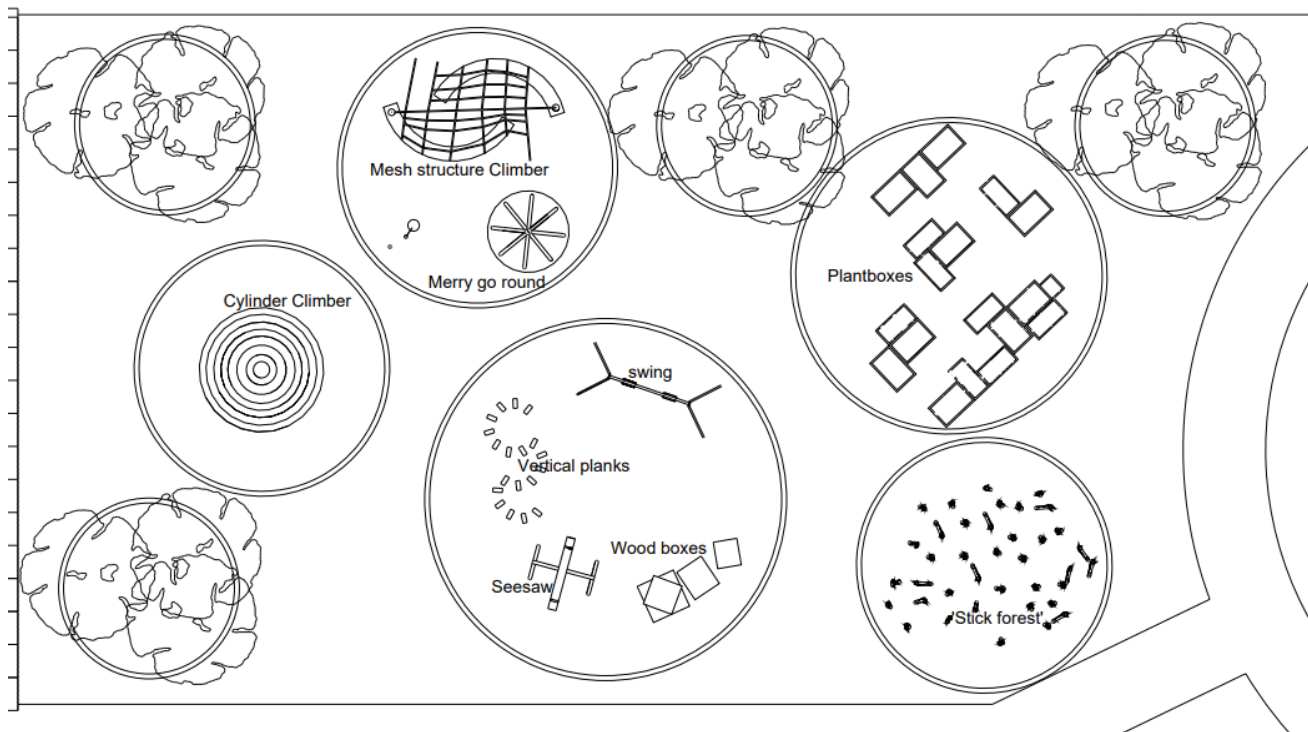 Mesh structure Climber
Merry go round
Plantboxes
Cylinder Climber
swing
Vertical planks
Wood boxes
Seesaw
'Stick forest'